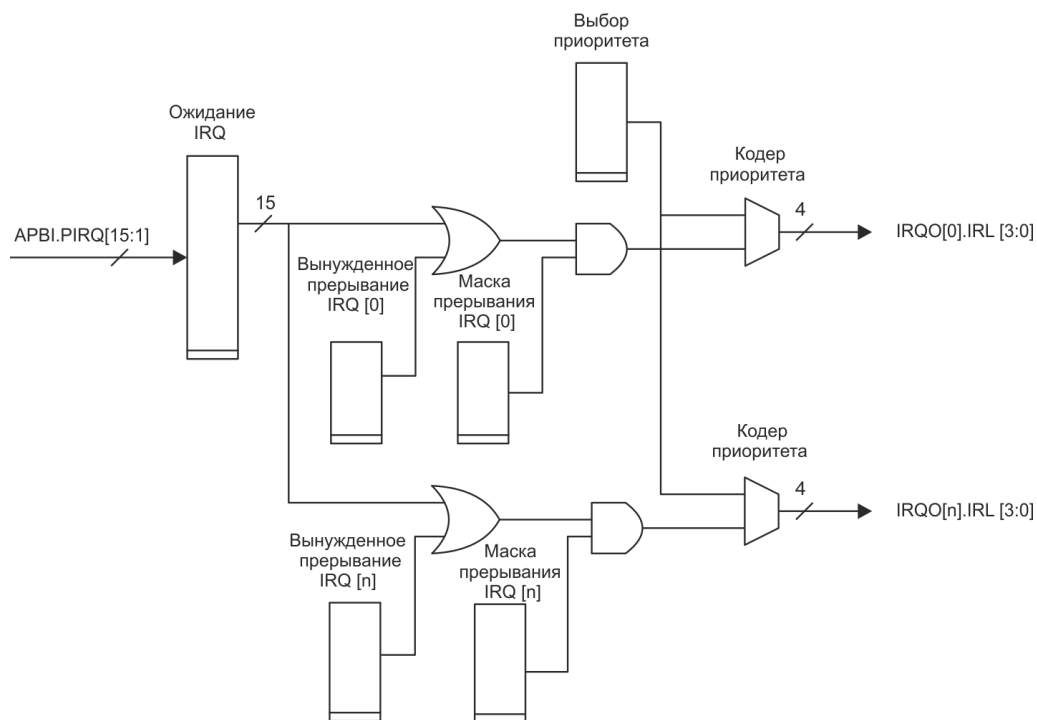 Выбор
приоритета
Ожидание
IRQ
Кодер
приоритета
15
4
APBI.PIRQ[15:1]
IRQO[0].IRL [3:0]
Вынужденное
прерывание
IRQ [0]
Маска
прерывания
IRQ [0]
Кодер
приоритета
4
IRQO[n].IRL [3:0]
Вынужденное
прерывание
IRQ [n]
Маска
прерывания
IRQ [n]